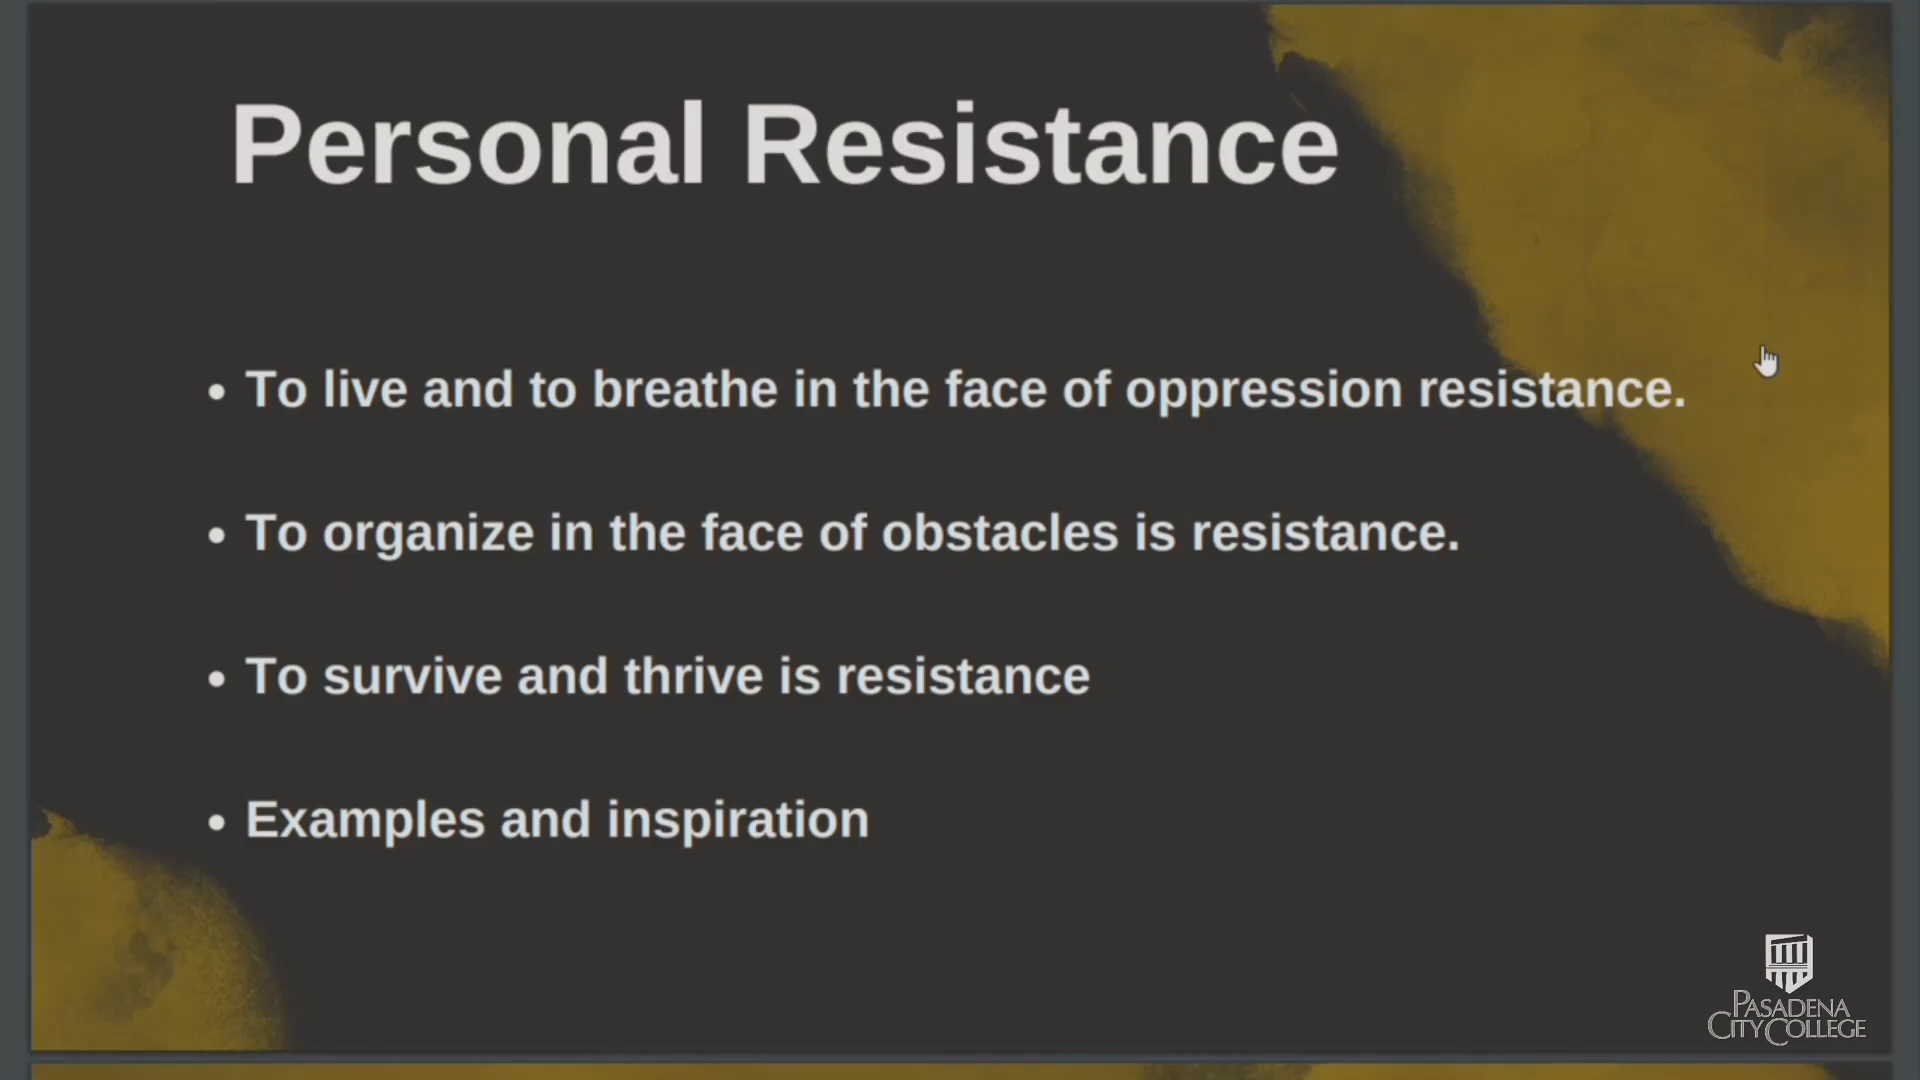 Personal Resistance
• To live and to breathe in the face of oppression resistance.
• To organize in the face of obstacles is resistance.
• To survive and thrive is resistance
• Examples and inspiration
PASADENA
CITY COLLEGE